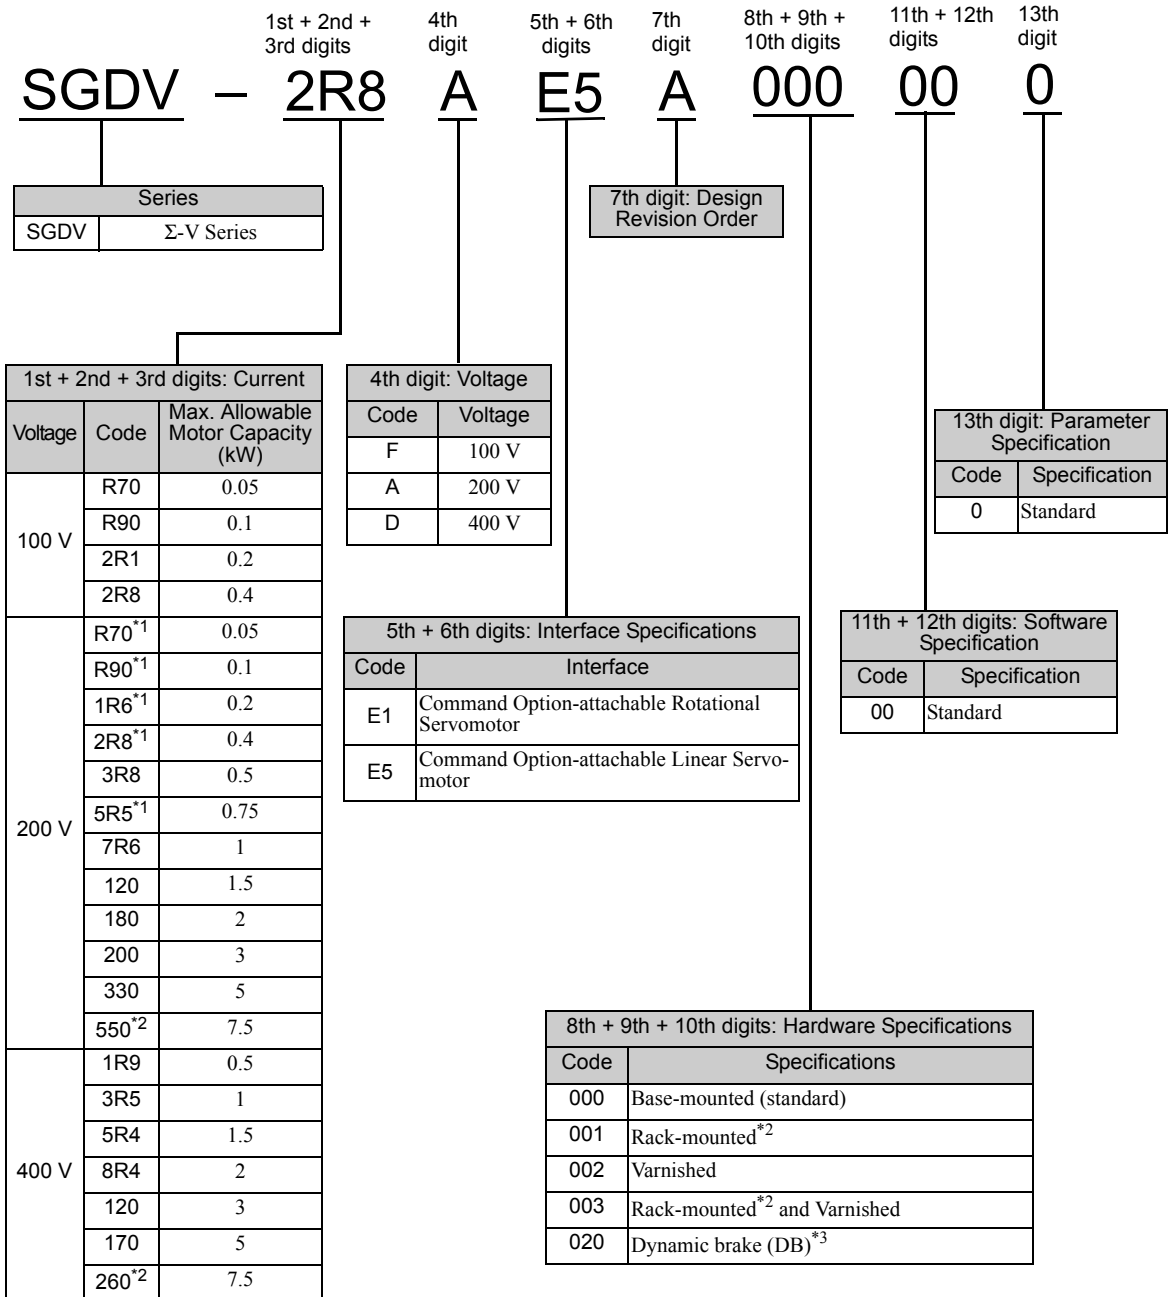 1st + 2nd +
3rd digits
4th
digit
5th + 6th
digits
7th
digit
8th + 9th +
10th digits
11th + 12th
digits
13th
digit
SGDV – 2R8 A E5 A 000 00 0
Series
SGDV Σ-V Series
7th digit: Design
Revision Order
1st + 2nd + 3rd digits: Current
Voltage Code Max. Allowable
Motor Capacity
(kW)
100 V
R70 0.05
R90 0.1
2R1 0.2
2R8 0.4
200 V
R70*1 0.05
R90*1 0.1
1R6*1 0.2
2R8*1 0.4
3R8 0.5
5R5*1 0.75
7R6 1
120 1.5
180 2
200 3
330 5
550*2 7.5
400 V
1R9 0.5
3R5 1
5R4 1.5
8R4 2
120 3
170 5
260*2 7.5
4th digit: Voltage
Code Voltage
F 100 V
A 200 V
D 400 V
5th + 6th digits: Interface Specifications
Code Interface
E1 Command Option-attachable Rotational
Servomotor
E5 Command Option-attachable Linear Servo-
motor
13th digit: Parameter
Specification
Code Specification
0 Standard
11th + 12th digits: Software
Specification
Code Specification
00 Standard
8th + 9th + 10th digits: Hardware Specifications
Code Specifications
000 Base-mounted (standard)
001 Rack-mounted*2
002 Varnished
003 Rack-mounted*2 and Varnished
020 Dynamic brake (DB)*3